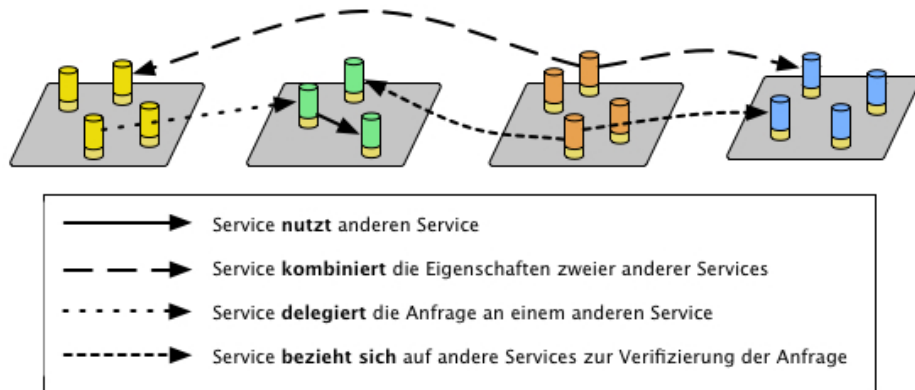 Service nutzt anderen Service
Service kombiniert die Eigenschaften zweier anderer Services
Service delegiert die Anfrage an einem anderen Service
Service bezieht sich auf andere Services zur Verifizierung der Anfrage